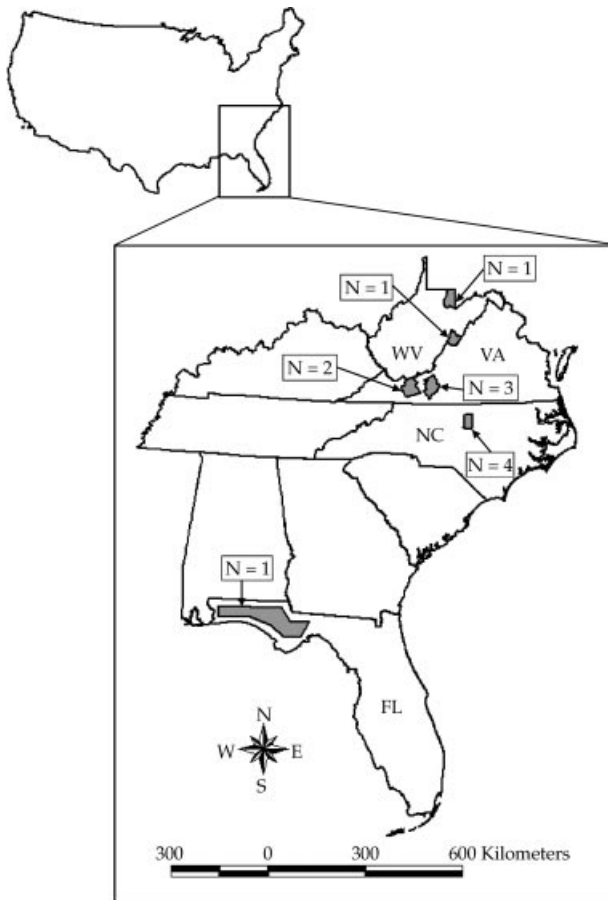 N = 1
N = 1
WV
VA
N = 2
N = 3
NC
N = 4
N = 1
FL
N
W E
S
300 0 300 600 Kilometers